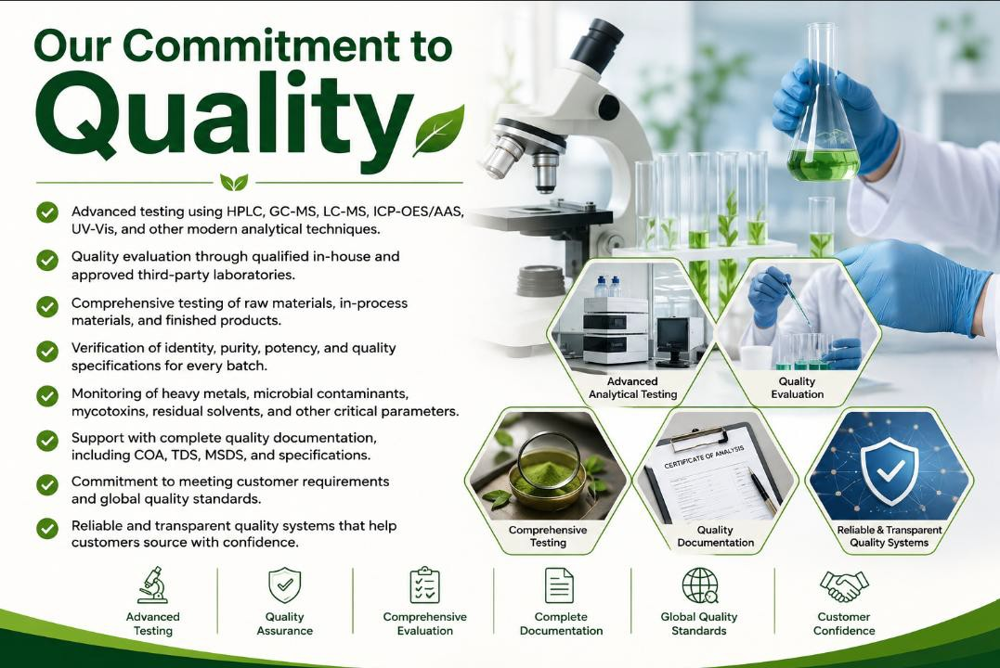 Our Commitment to
Quality
Advanced testing using HPLC, GC-MS, LC-MS, ICP-OES/AAS,
UV-Vis, and other modern analytical techniques.
Quality evaluation through qualified in-house and
approved third-party laboratories.
Comprehensive testing of raw materials, in-process
materials, and finished products.
Verification of identity, purity, potency, and quality
specifications for every batch.
Monitoring of heavy metals, microbial contaminants,
mycotoxins, residual solvents, and other critical parameters.
Support with complete quality documentation,
including COA, TDS, MSDS, and specifications.
Commitment to meeting customer requirements
and global quality standards.
Reliable and transparent quality systems that help
customers source with confidence.
Advanced
Analytical Testing
Quality
Evaluation
Comprehensive
Testing
CERTIFICATE OF ANALYSIS
Quality
Documentation
Reliable & Transparent
Quality Systems
Advanced
Testing
Quality
Assurance
Comprehensive
Evaluation
Complete
Documentation
Global Quality
Standards
Customer
Confidence